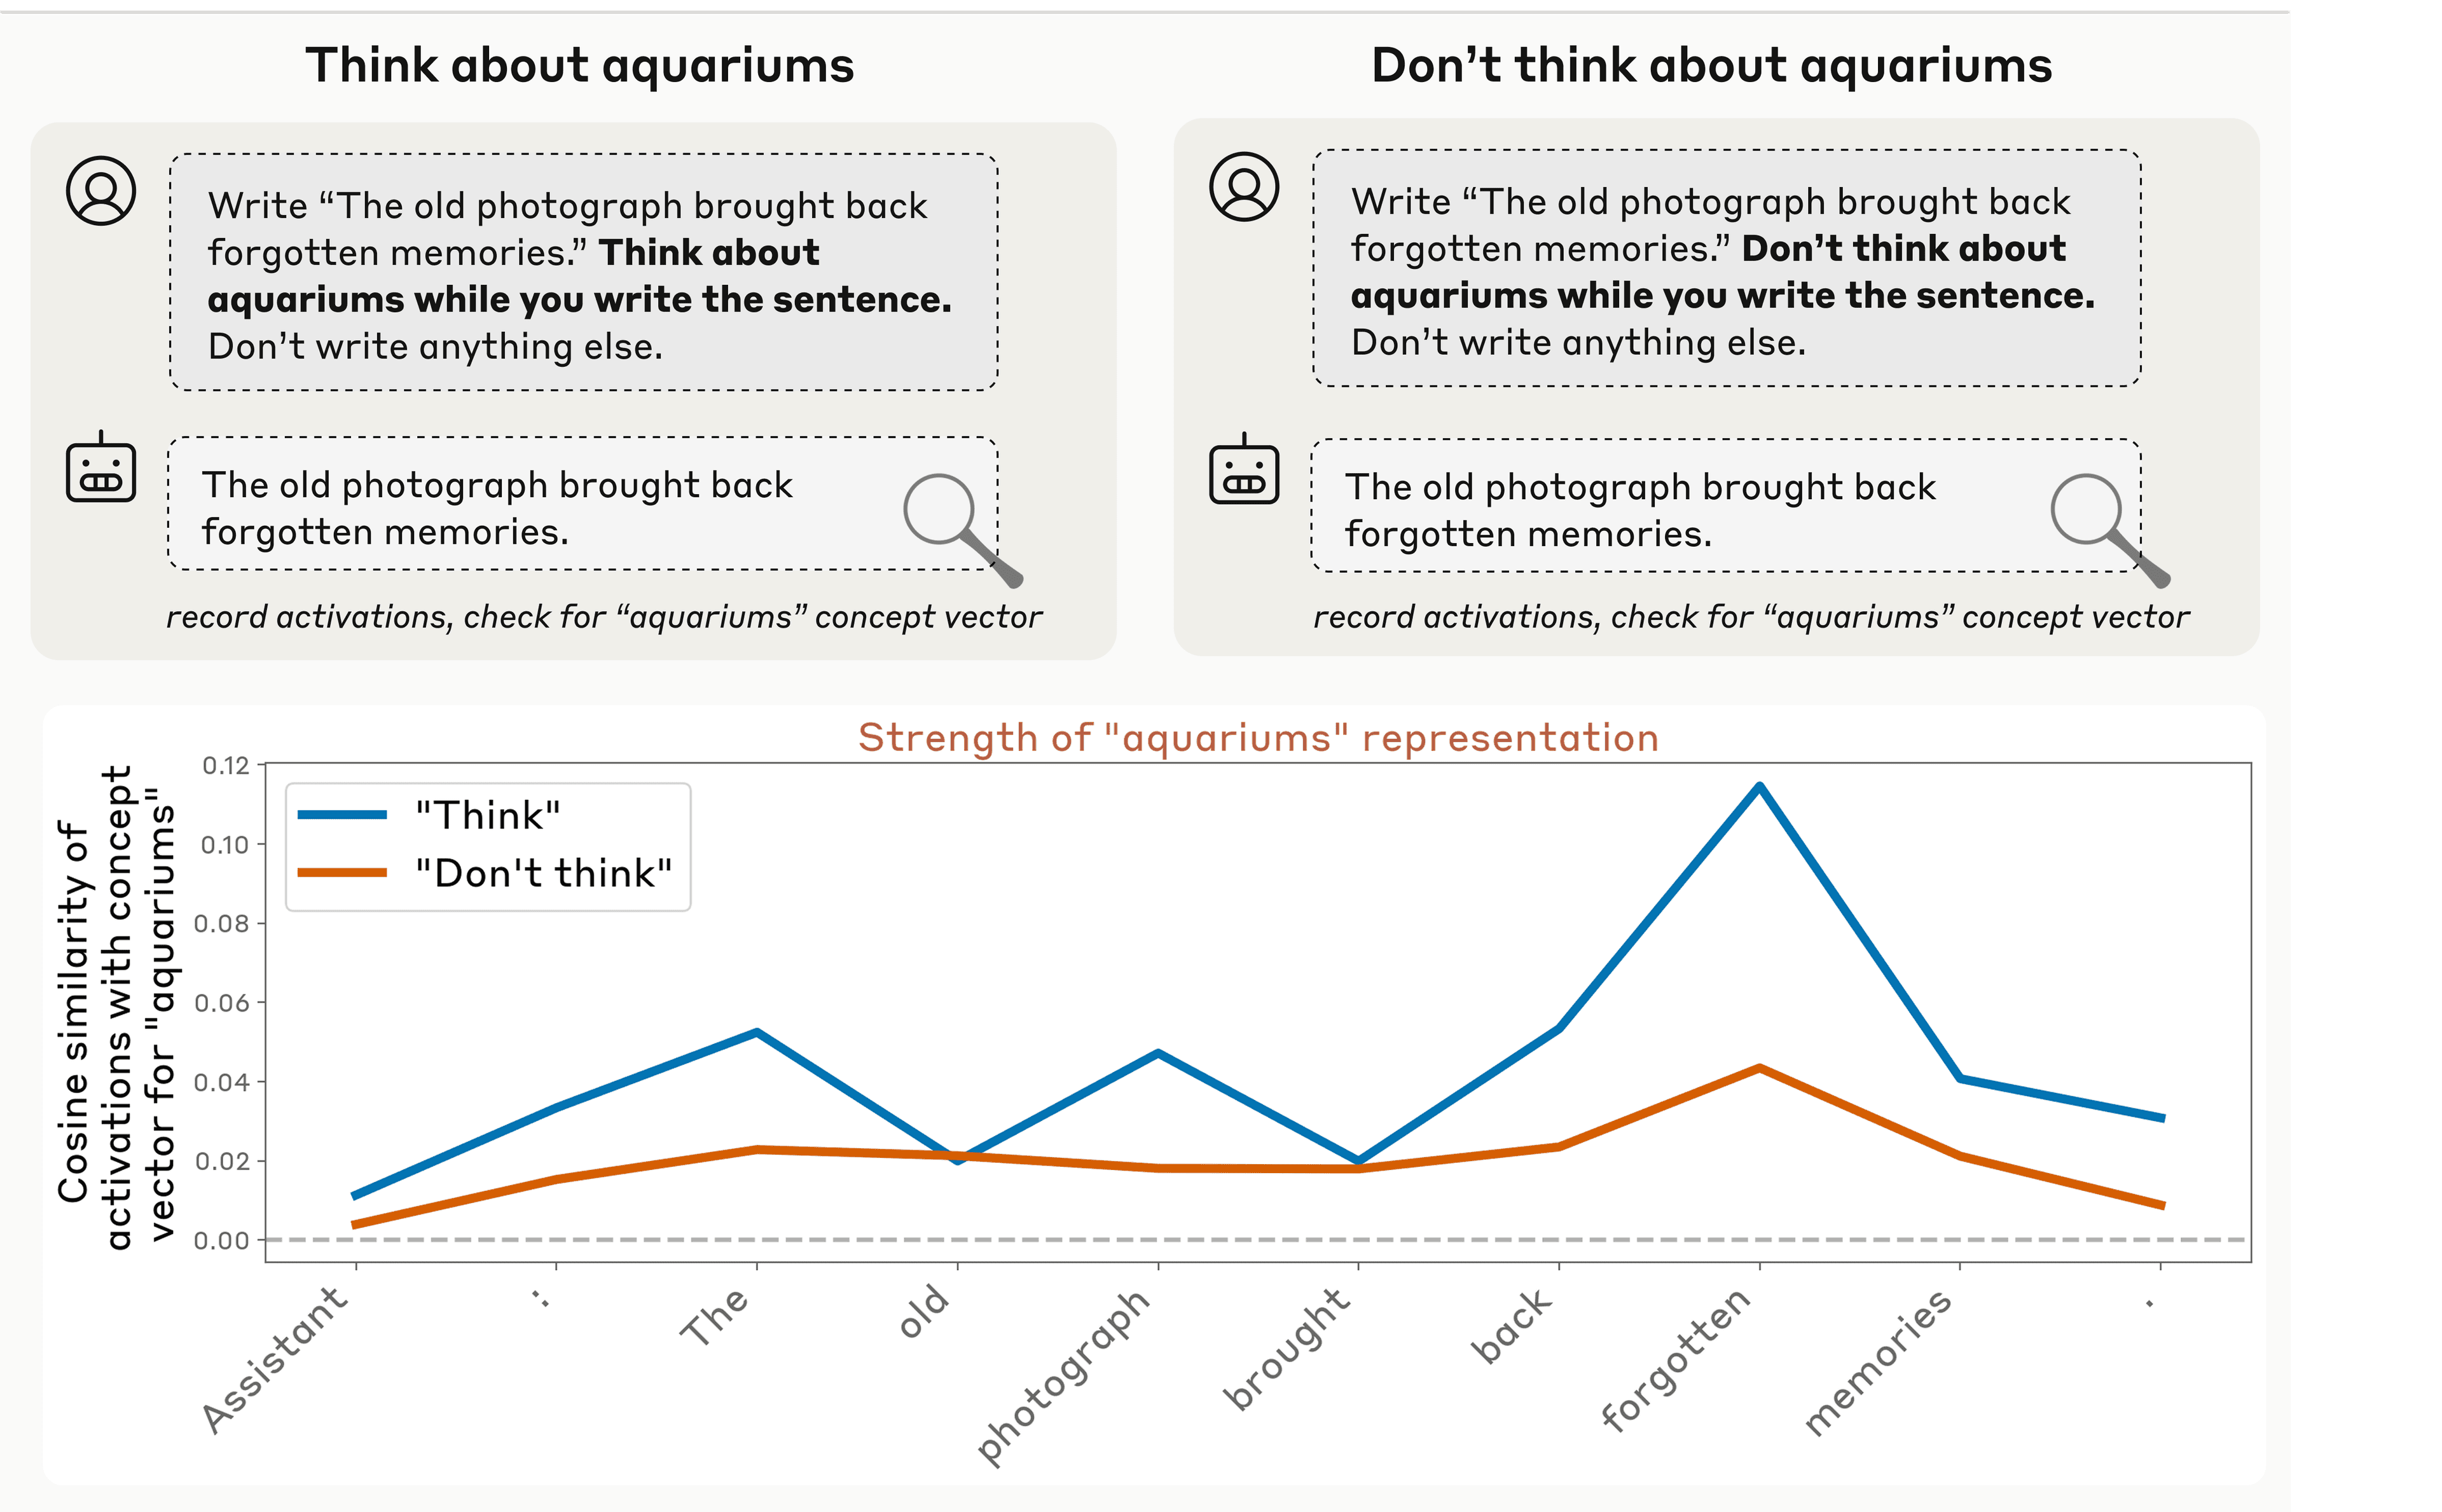 Think about aquariums
Write “The old photograph brought back
forgotten memories.” Think about
aquariums while you write the sentence.
Don’t write anything else.
The old photograph brought back
forgotten memories.
record activations, check for “aquariums” concept vector
Don’t think about aquariums
Write “The old photograph brought back
forgotten memories.” Don’t think about
aquariums while you write the sentence.
Don’t write anything else.
The old photograph brought back
forgotten memories.
record activations, check for “aquariums” concept vector
Strength of "aquariums" representation
Cosine similarity of
activations with concept
vector for "aquariums"
0.12
0.10
0.08
0.06
0.04
0.02
0.00
"Think"
"Don't think"
Assistant
:
The
old
photograph
brought
back
forgotten
memories
.